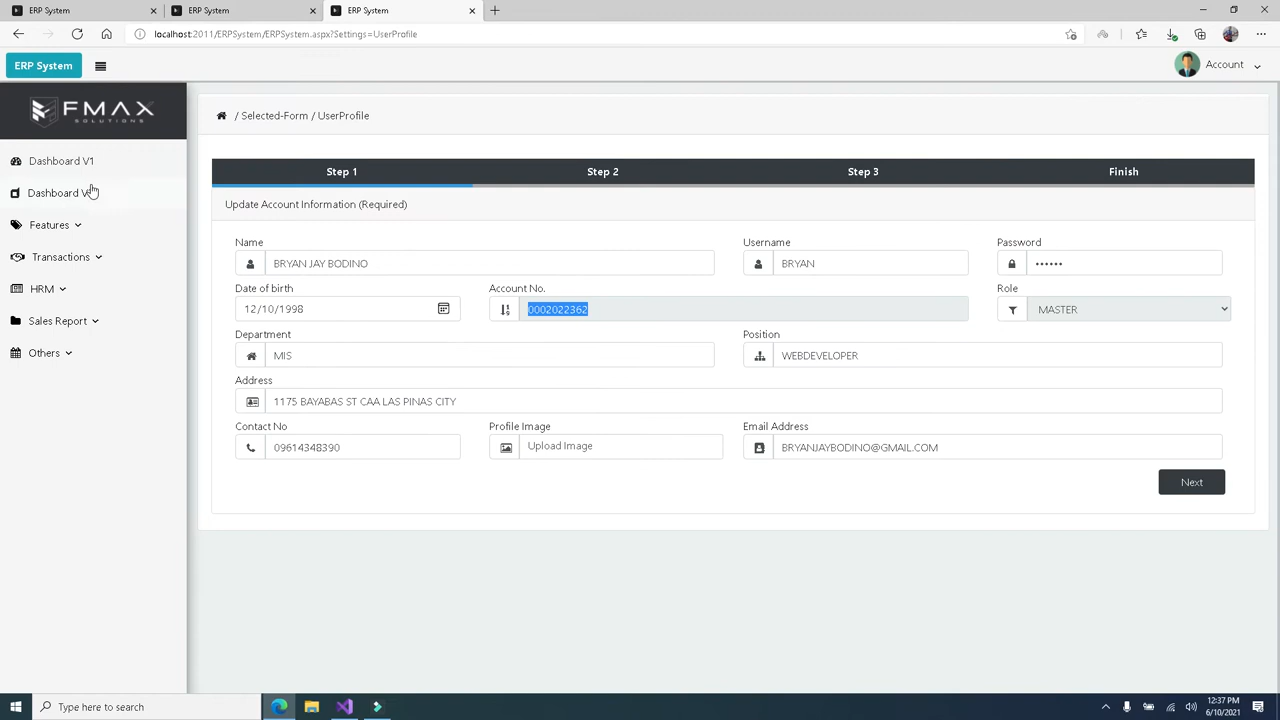 ERP System
ERP System
ERP System
localhost:2011/ERPSystem/ERPSystem.aspx?Settings=UserProfile
ERP System
Account
FMAX
SOLUTIONS
/ Selected-Form / UserProfile
Dashboard V1
Dashboard
Features
Transactions
HRM
Sales Report
Others
Step 1
Step 2
Step 3
Finish
Update Account Information (Required)
Name
Username
Password
BRYAN JAY BODINO
BRYAN
••••••
Date of birth
Account No.
Role
12/10/1998
0002022362
MASTER
Department
Position
MIS
WEBDEVELOPER
Address
1175 BAYABAS ST CAA LAS PINAS CITY
Contact No
Profile Image
Email Address
09614348390
Upload Image
BRYANJAYBODINO@GMAIL.COM
Next
Type here to search
12:37 PM
6/10/2021